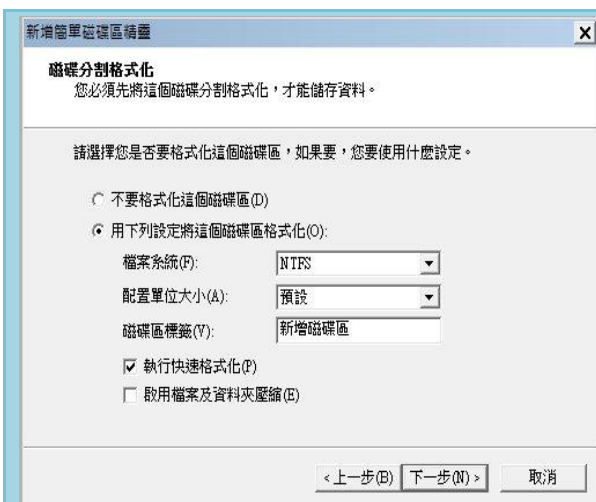 新增簡單磁碟區精靈
磁碟分割格式化
您必須先將這個磁碟分割格式化,才能儲存資料。
請選擇您是否要格式化這個磁碟區,如果要,您要使用什麼設定。
不要格式化這個磁碟區(D)
用下列設定將這個磁碟區格式化(O):
檔案系統(F): NTFS
配置單位大小(A): 預設
磁碟區標籤(V): 新增磁碟區
執行快速格式化(P)
啟用檔案及資料夾壓縮(E)
<上一步(B) 下一步(N)> 取消